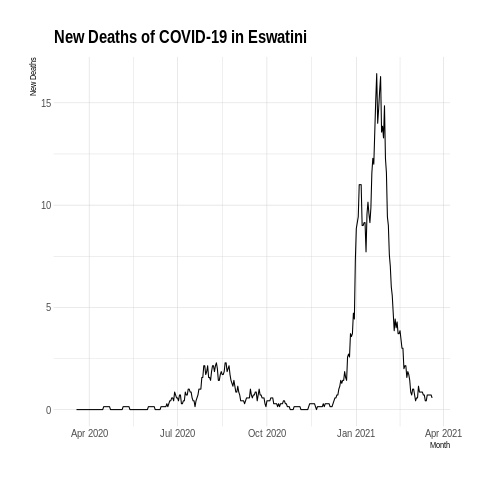 New Deaths of COVID-19 in Eswatini
New Deaths
15
10
5
0
Apr 2020
Jul 2020
Oct 2020
Jan 2021
Apr 2021
Month